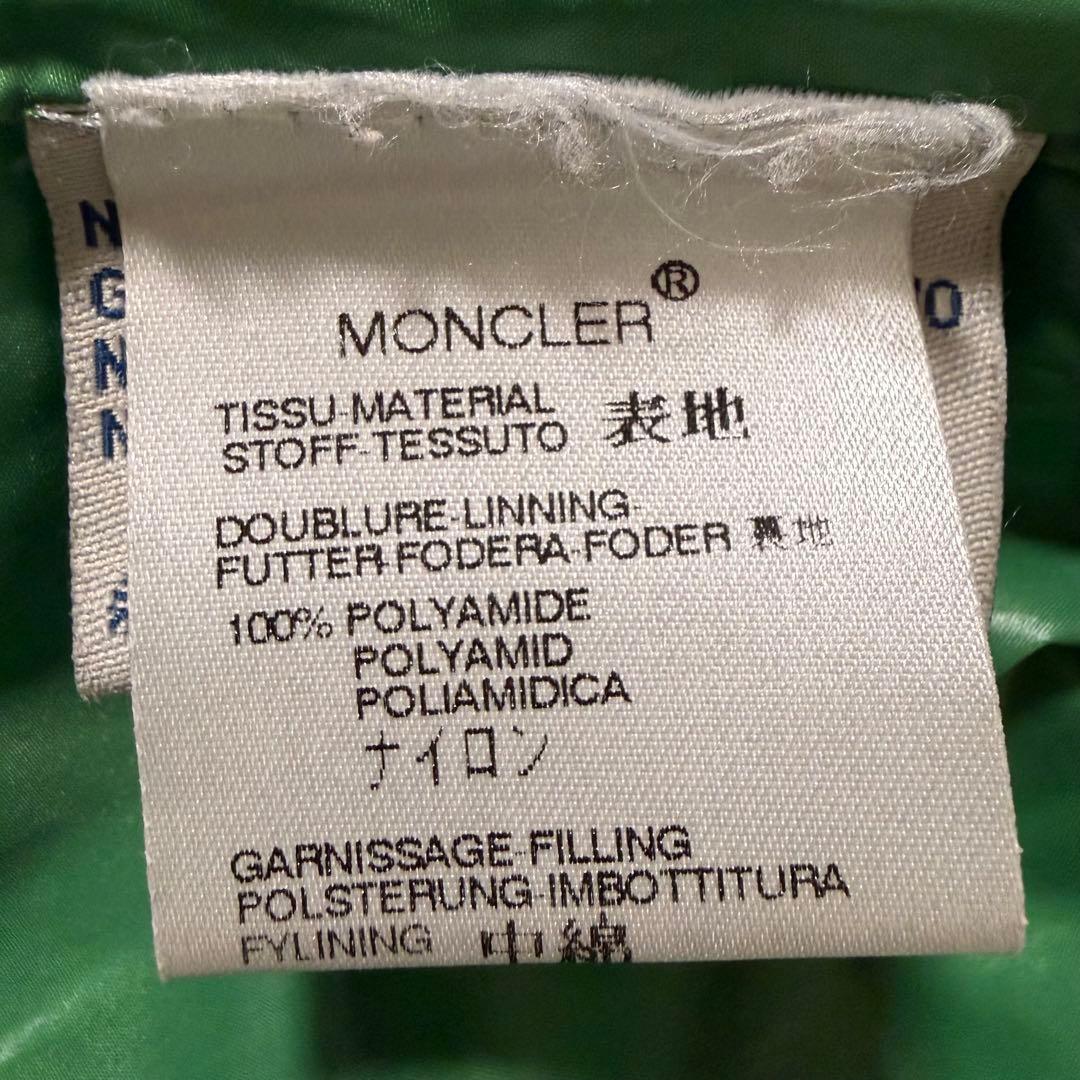 MONCLER®
TISSU-MATERIAL
STOFF-TESSUTO 表地
DOUBLURE-LINNING-
FUTTER-FODERA-FODER 裏地
100% POLYAMIDE
POLYAMID
POLIAMIDICA
ナイロン
GARNISSAGE-FILLING
POLSTERUNG-IMBOTTITURA
FYLINING 中綿